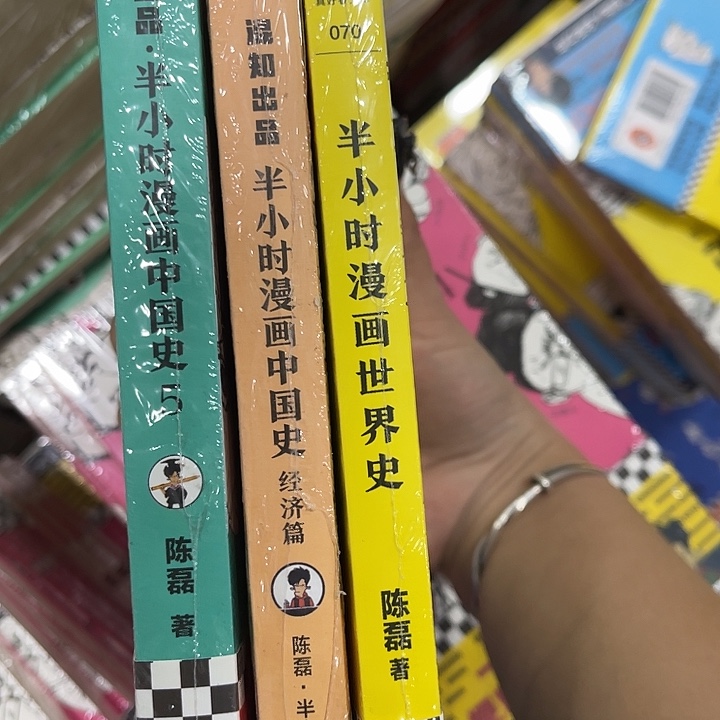 品·半小时漫画中国史5
陈磊 著
混知出品
半小时漫画中国史
经济篇
陈磊·半
070
半小时漫画世界史
陈磊 著